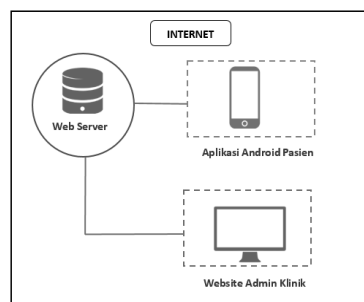 INTERNET
Web Server
Aplikasi Android Pasien
Website Admin Klinik